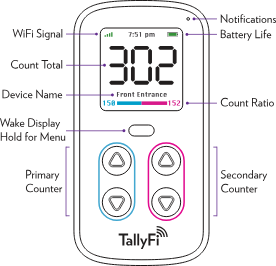 Notifications
WiFi Signal
7:51 pm
Battery Life
Count Total
302
Device Name
Front Entrance
150
152
Count Ratio
Wake Display
Hold for Menu
Primary
Counter
Secondary
Counter
TallyFi